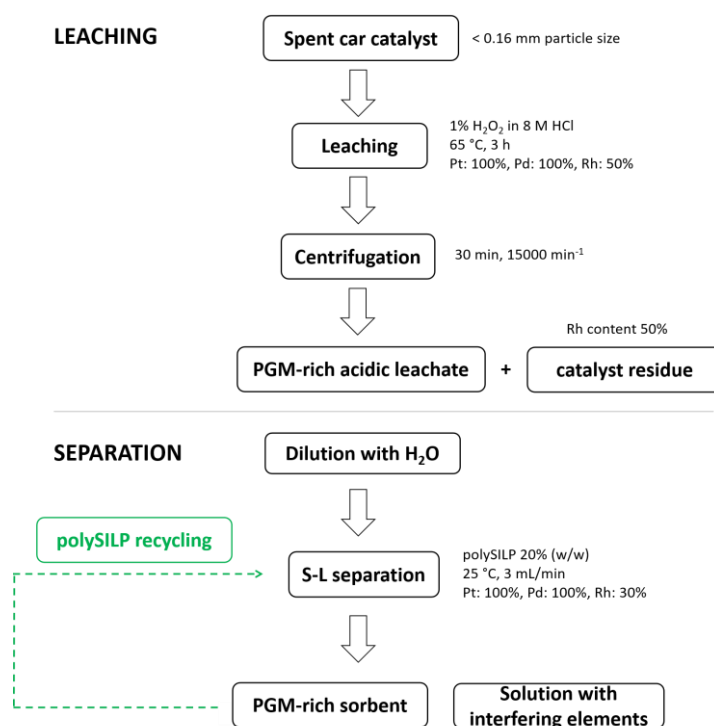 LEACHING
Spent car catalyst
< 0.16 mm particle size
Leaching
1% H₂O₂ in 8 M HCl
65 °C, 3 h
Pt: 100%, Pd: 100%, Rh: 50%
Centrifugation
30 min, 15000 min⁻¹
Rh content 50%
PGM-rich acidic leachate + catalyst residue
SEPARATION
Dilution with H₂O
polySILP recycling
S-L separation
polySILP 20% (w/w)
25 °C, 3 mL/min
Pt: 100%, Pd: 100%, Rh: 30%
PGM-rich sorbent
Solution with
interfering elements